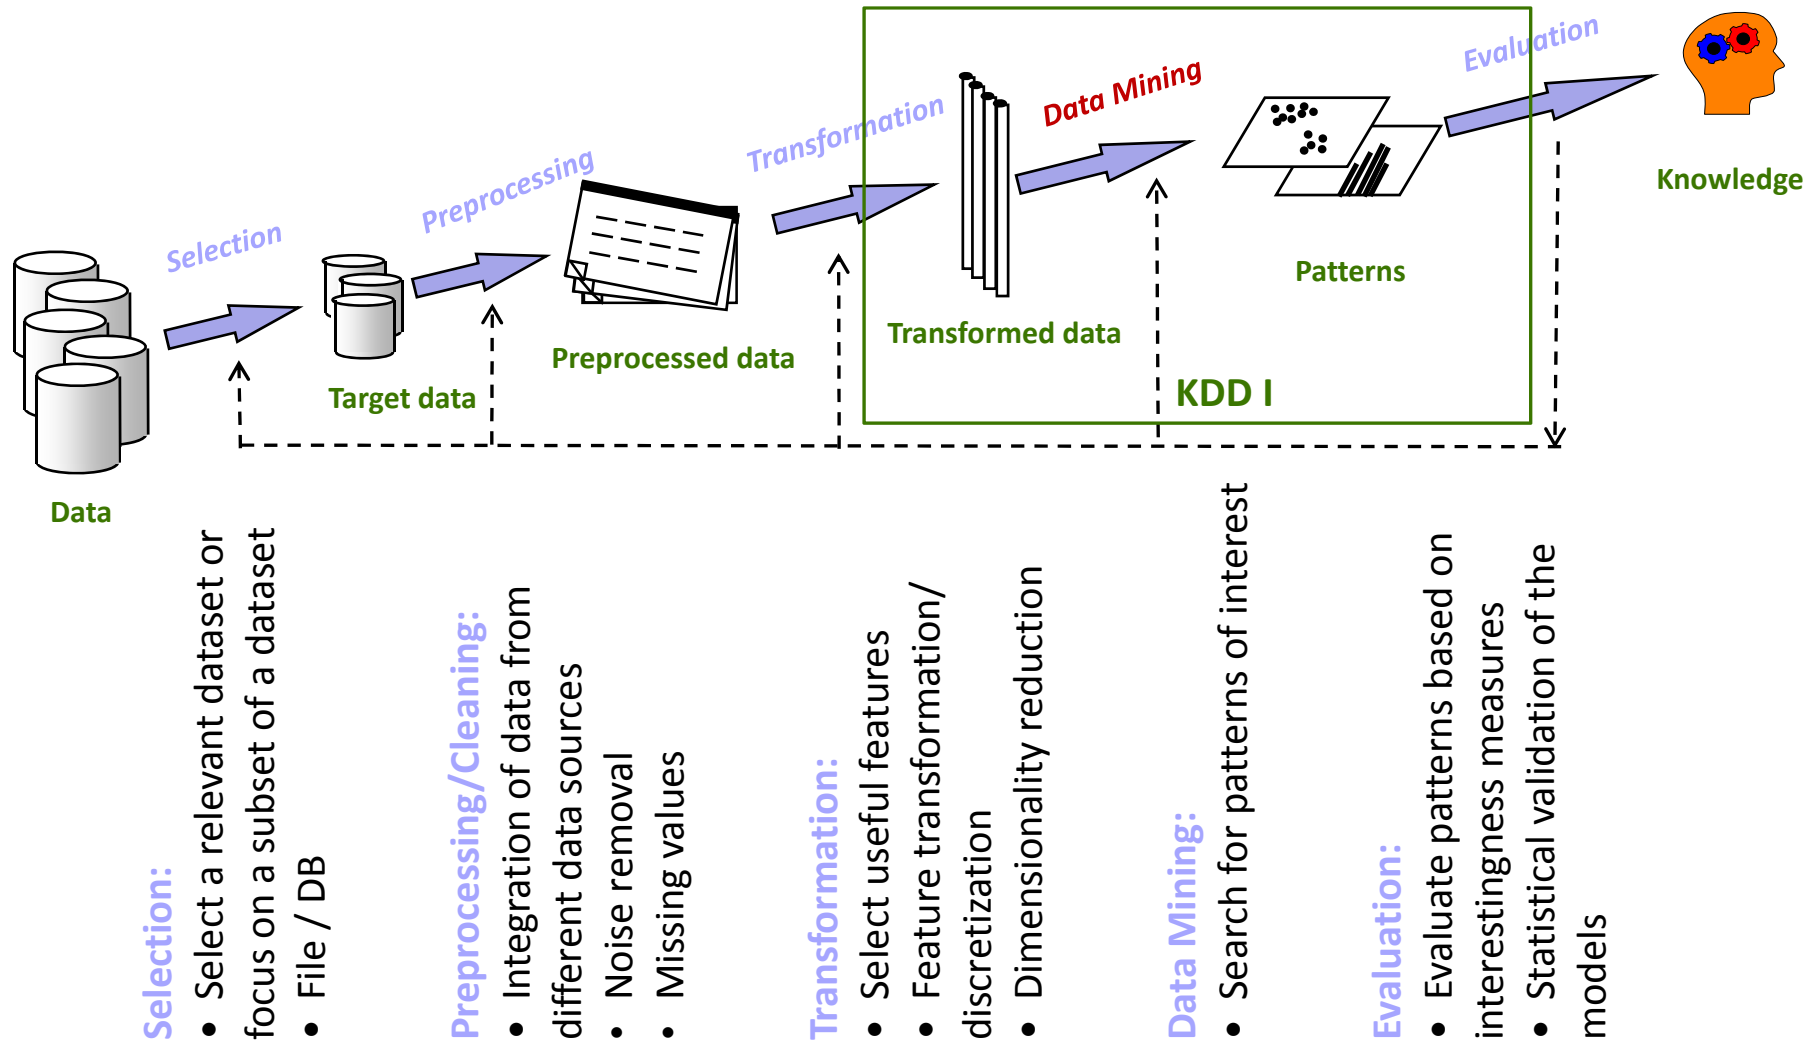 Evaluation
Data Mining
Transformation
Preprocessing
Selection
Knowledge
Patterns
Transformed data
Preprocessed data
Target data
KDD I
Data
Selection:
• Select a relevant dataset or
focus on a subset of a dataset
• File / DB
Preprocessing/Cleaning:
• Integration of data from
different data sources
• Noise removal
• Missing values
Transformation:
• Select useful features
• Feature transformation/
discretization
• Dimensionality reduction
Data Mining:
• Search for patterns of interest
Evaluation:
• Evaluate patterns based on
interestingness measures
• Statistical validation of the
models